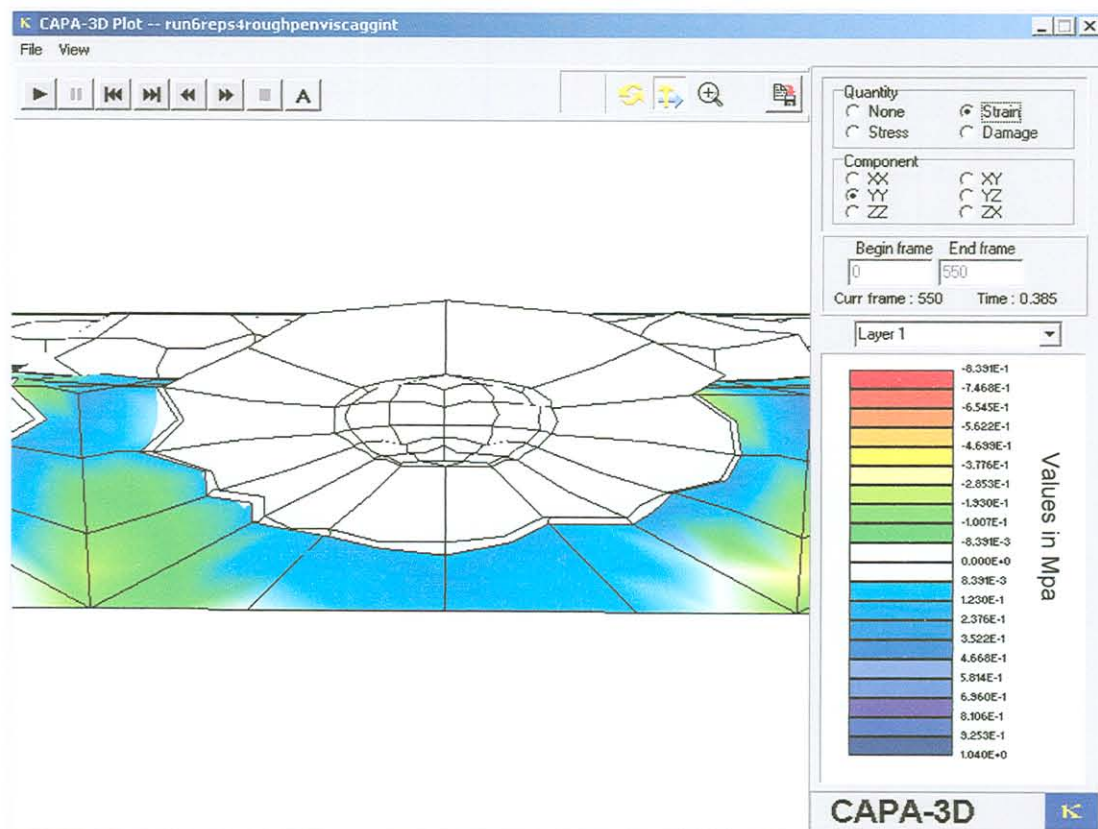 K CAPA-3D Plot -- run6reps4roughpenviscaggint
File View
A
Quantity
None Strain
Stress Damage
Component
XX XY
YY YZ
ZZ ZX
Begin frame End frame
0 550
Curr frame : 550 Time : 0.385
Layer 1
-8.391E-1
-7.468E-1
-6.545E-1
-5.622E-1
-4.699E-1
-3.776E-1
-2.853E-1
-1.930E-1
-1.007E-1
-8.391E-3
0.000E+0
8.391E-3
1.230E-1
2.376E-1
3.522E-1
4.668E-1
5.814E-1
6.960E-1
8.106E-1
9.253E-1
1.040E+0
Values in Mpa
CAPA-3D K